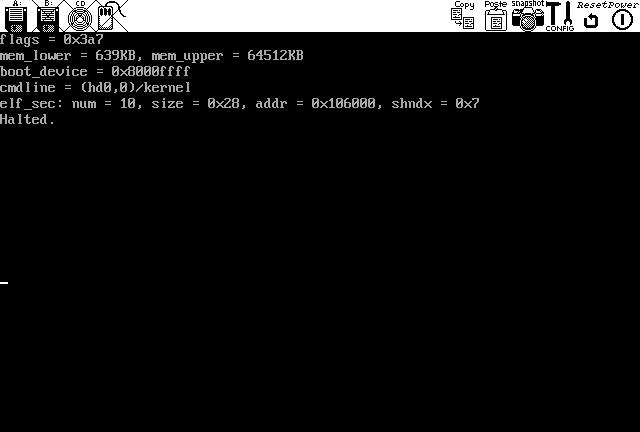 A: B: CD Copy Paste snapshot CONFIG Reset Power
flags = 0x3a7
mem_lower = 639KB, mem_upper = 64512KB
boot_device = 0x8000ffff
cmdline = (hd0,0)/kernel
elf_sec: num = 10, size = 0x28, addr = 0x106000, shndx = 0x7
Halted.